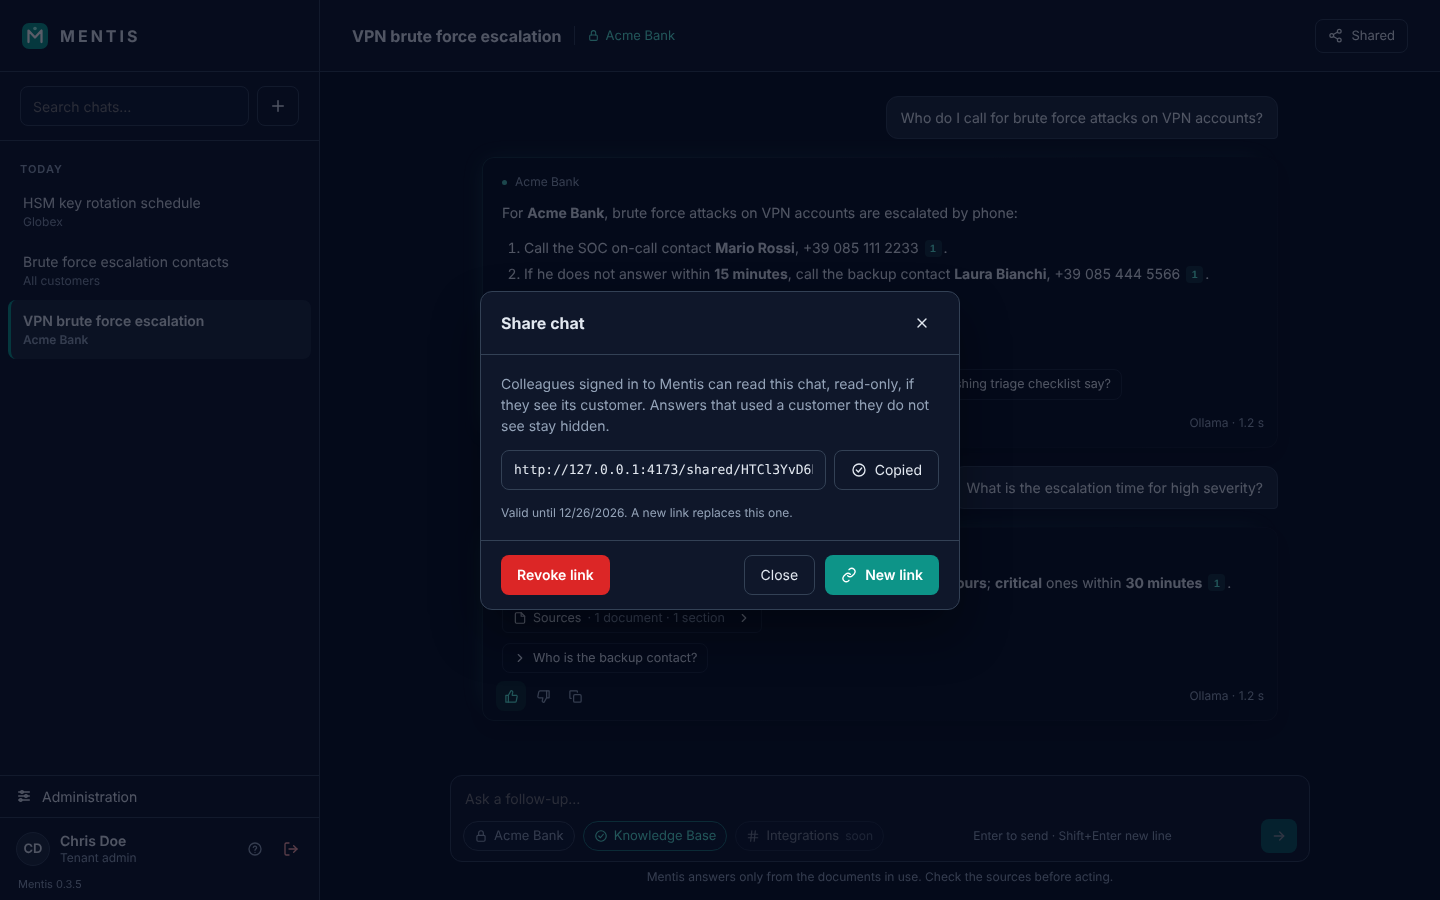 MENTIS
Search chats...
TODAY
HSM key rotation schedule
Globex
Brute force escalation contacts
All customers
VPN brute force escalation
Acme Bank
Administration
CD
Chris Doe
Tenant admin
Mentis 0.3.5
VPN brute force escalation
Acme Bank
Shared
Who do I call for brute force attacks on VPN accounts?
Acme Bank
For Acme Bank, brute force attacks on VPN accounts are escalated by phone:
1. Call the SOC on-call contact Mario Rossi, +39 085 111 2233 1 .
2. If he does not answer within 15 minutes, call the backup contact Laura Bianchi, +39 085 444 5566 1 .
triage checklist say?
Ollama · 1.2 s
What is the escalation time for high severity?
; critical ones within 30 minutes 1 .
Sources · 1 document · 1 section
Who is the backup contact?
Ollama · 1.2 s
Share chat
Colleagues signed in to Mentis can read this chat, read-only, if
they see its customer. Answers that used a customer they do not
see stay hidden.
http://127.0.0.1:4173/shared/HTCl3YvD6
Copied
Valid until 12/26/2026. A new link replaces this one.
Revoke link
Close
New link
Ask a follow-up...
Acme Bank
Knowledge Base
Integrations soon
Enter to send · Shift+Enter new line
Mentis answers only from the documents in use. Check the sources before acting.